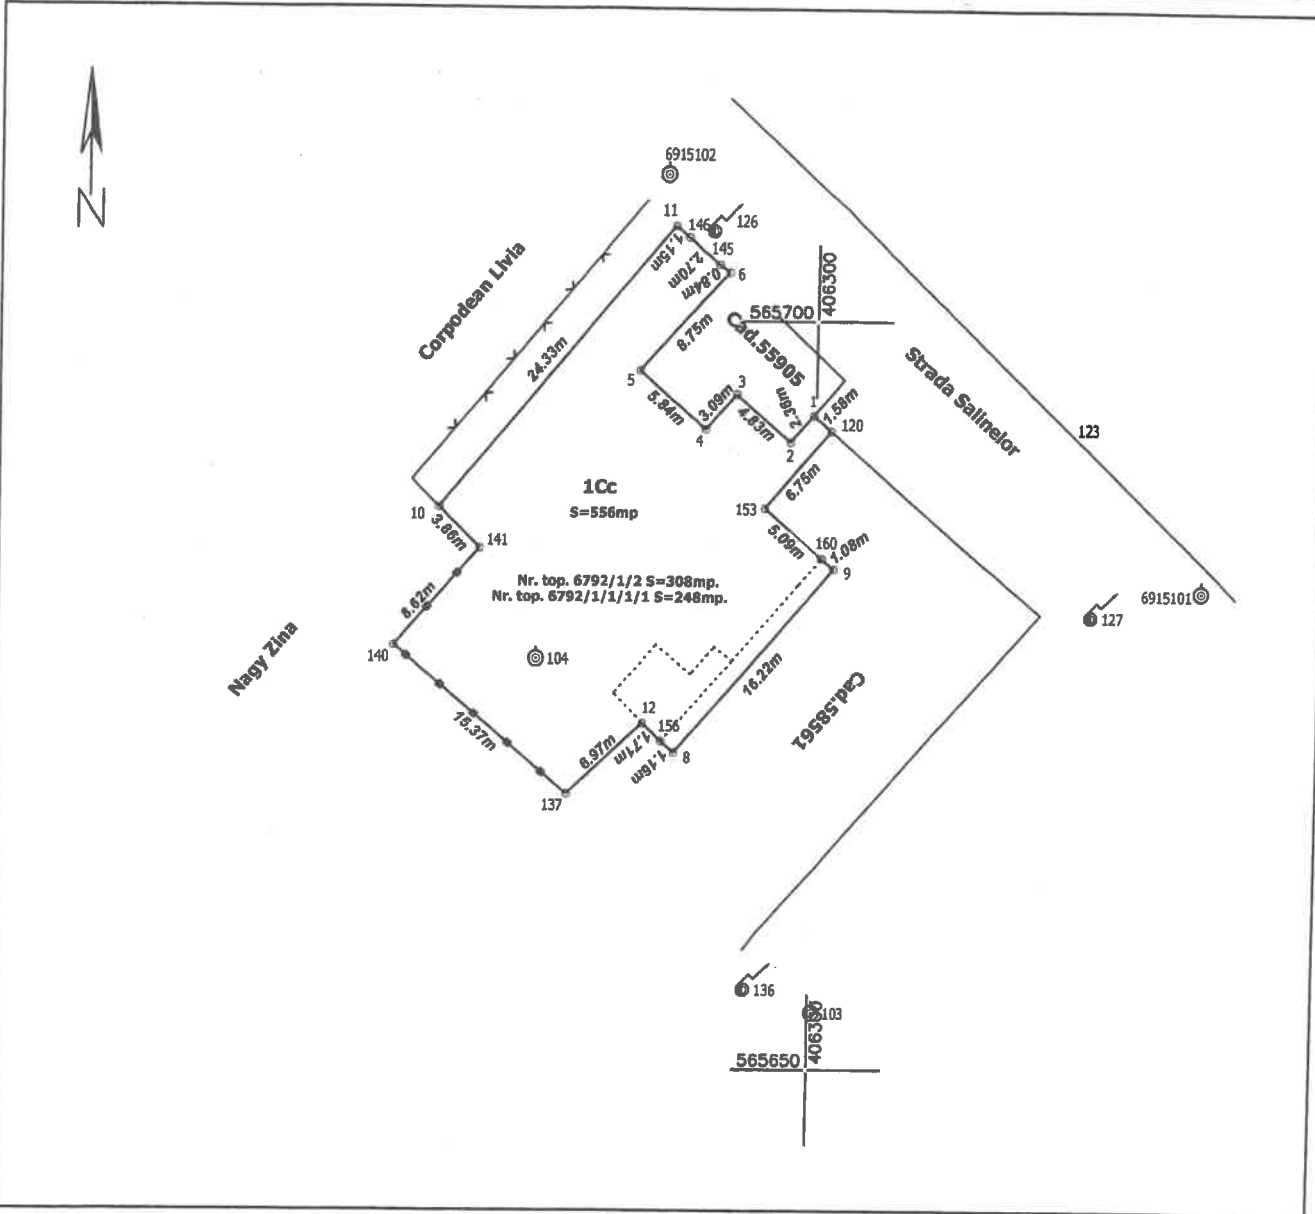 N
6915102
11
146
126
145
6
1.15m
2.70m
0.84m
Corpodean Livia
24.33m
8.75m
565700
406300
Cad.55905
Strada Salinelor
123
5
3
1
5.84m
3.09m
4.83m
2.36m
1.58m
120
4
2
6.75m
1Cc
S=556mp
10
3.86m
141
153
5.09m
160
1.08m
9
Nr. top. 6792/1/2 S=308mp.
Nr. top. 6792/1/1/1/1 S=248mp.
8.62m
6915101
127
Nagy Zina
140
104
16.22m
Cad.58561
15.37m
12
156
6.97m
1.71m
1.16m
8
137
136
103
406300
565650